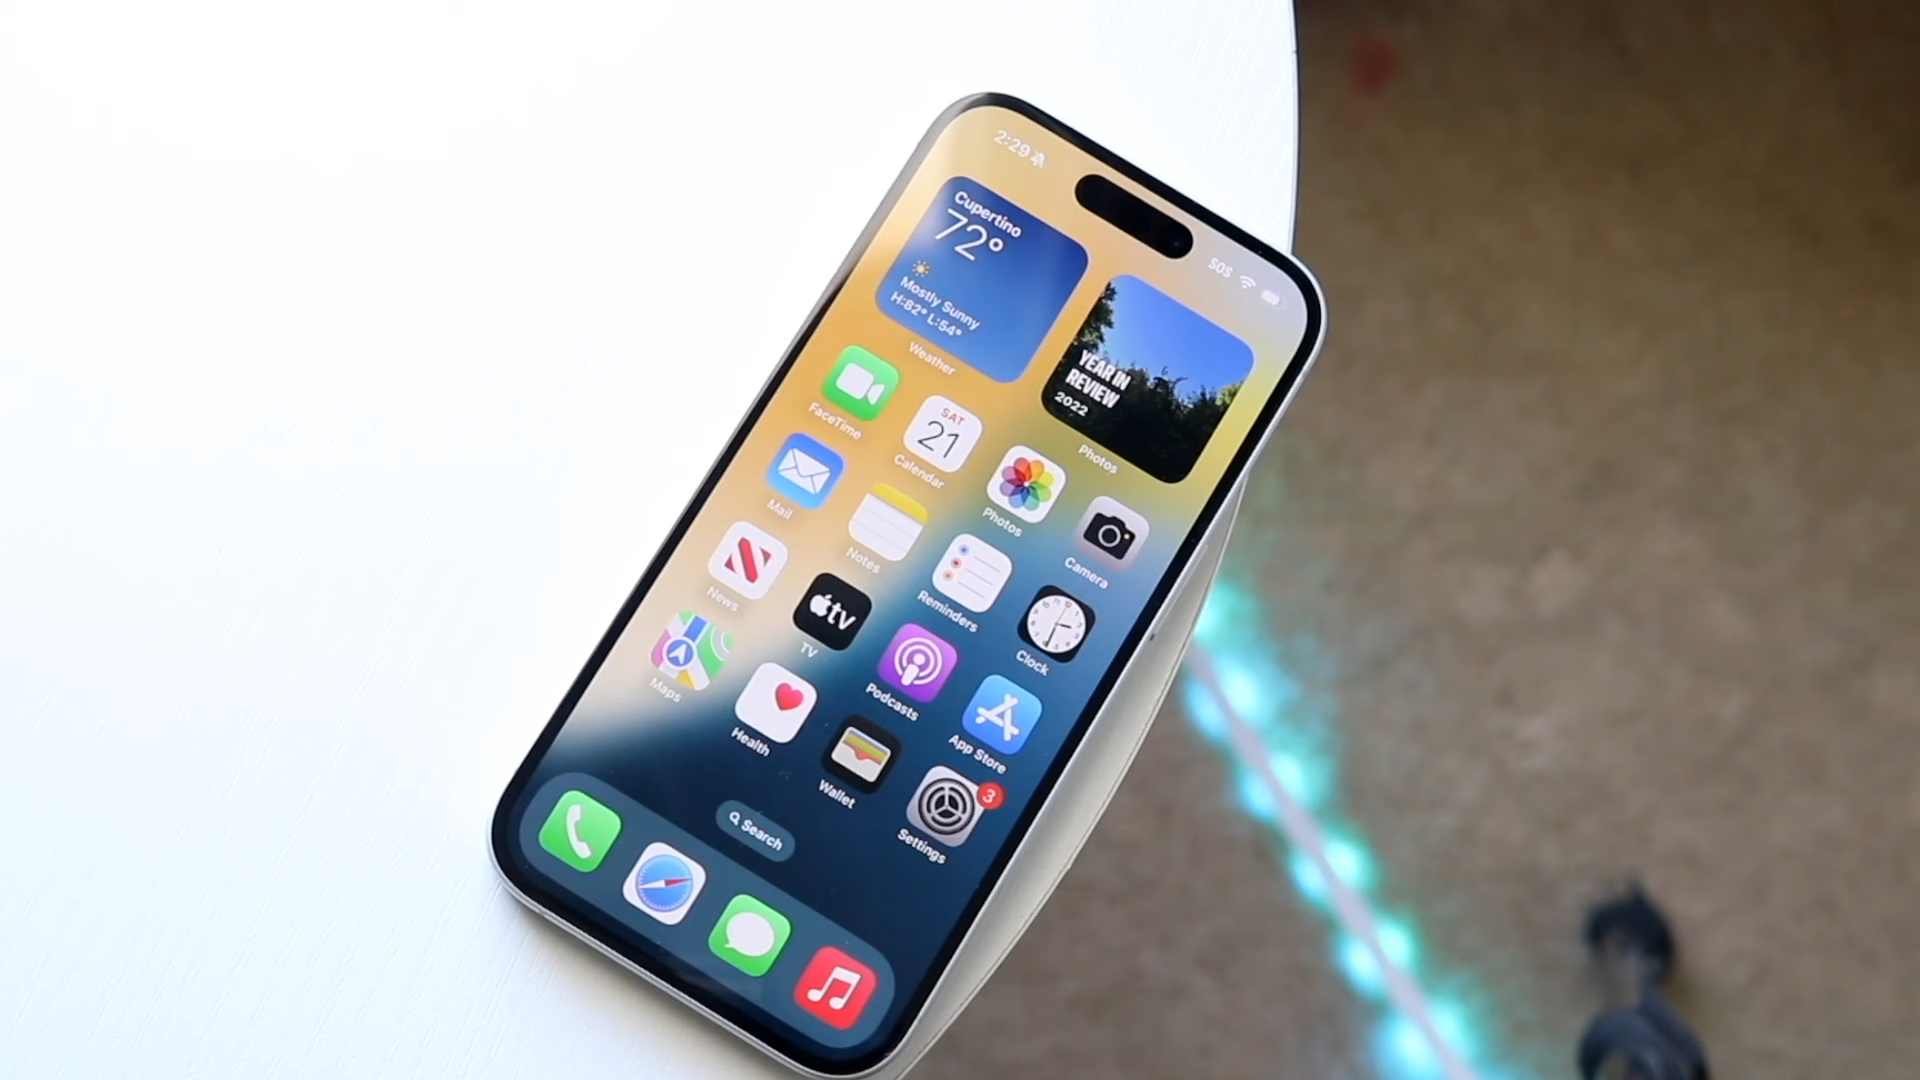 2:29
SOS
Cupertino
72°
Mostly Sunny
H:82° L:54°
Weather
YEAR IN
REVIEW
2022
Photos
FaceTime
SAT
21
Calendar
Photos
Camera
Mail
Notes
Reminders
Clock
News
tv
TV
Podcasts
App Store
Maps
Health
Wallet
3
Settings
Search